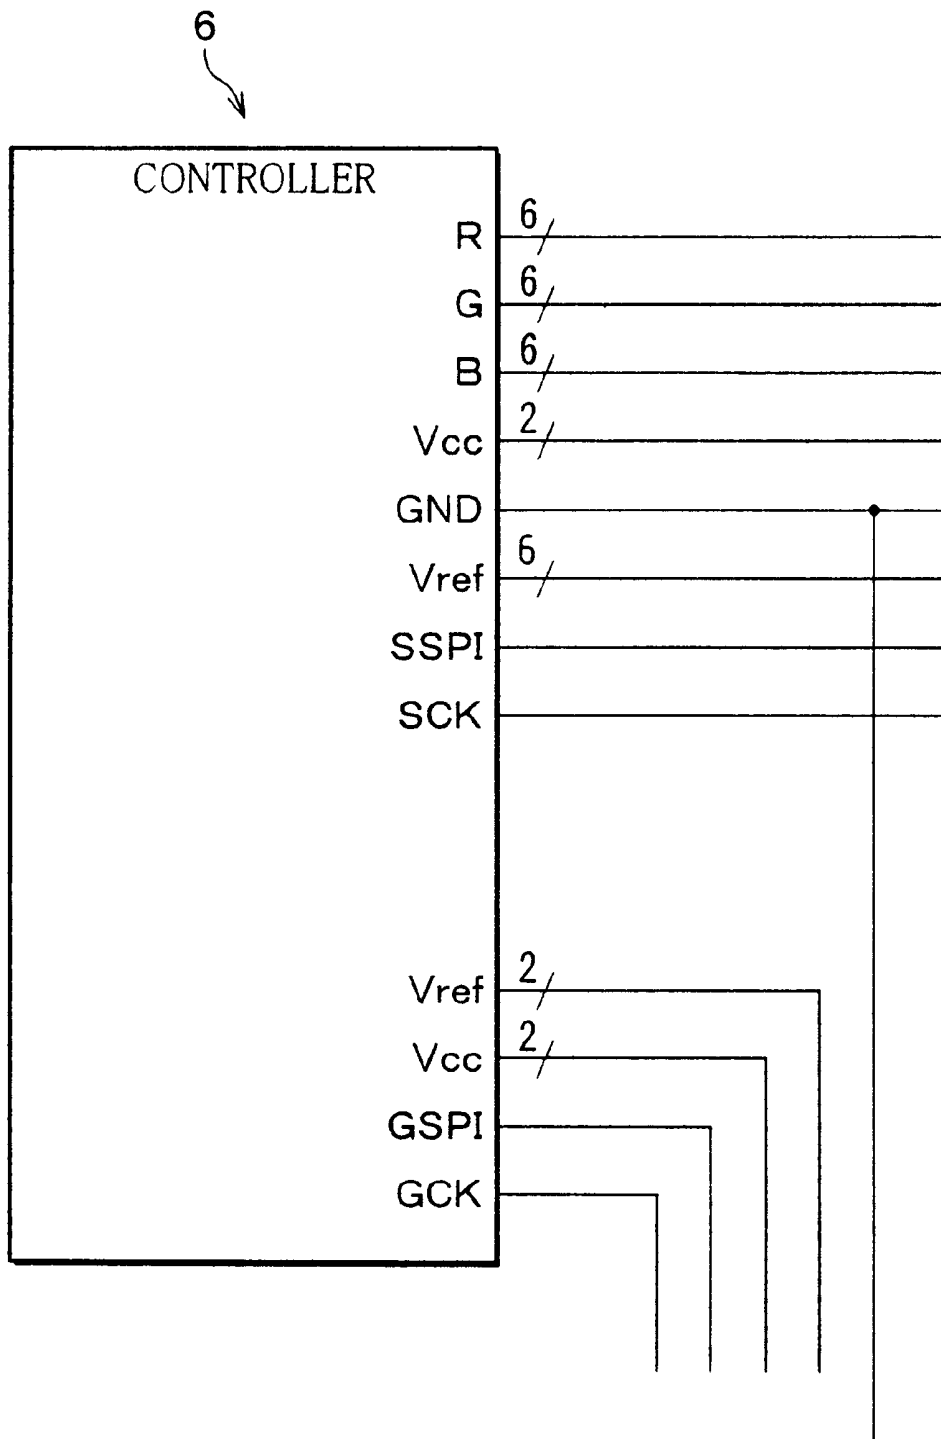 6
CONTROLLER
R 6
G 6
B 6
Vcc 2
GND
Vref 6
SSPI
SCK
Vref 2
Vcc 2
GSPI
GCK